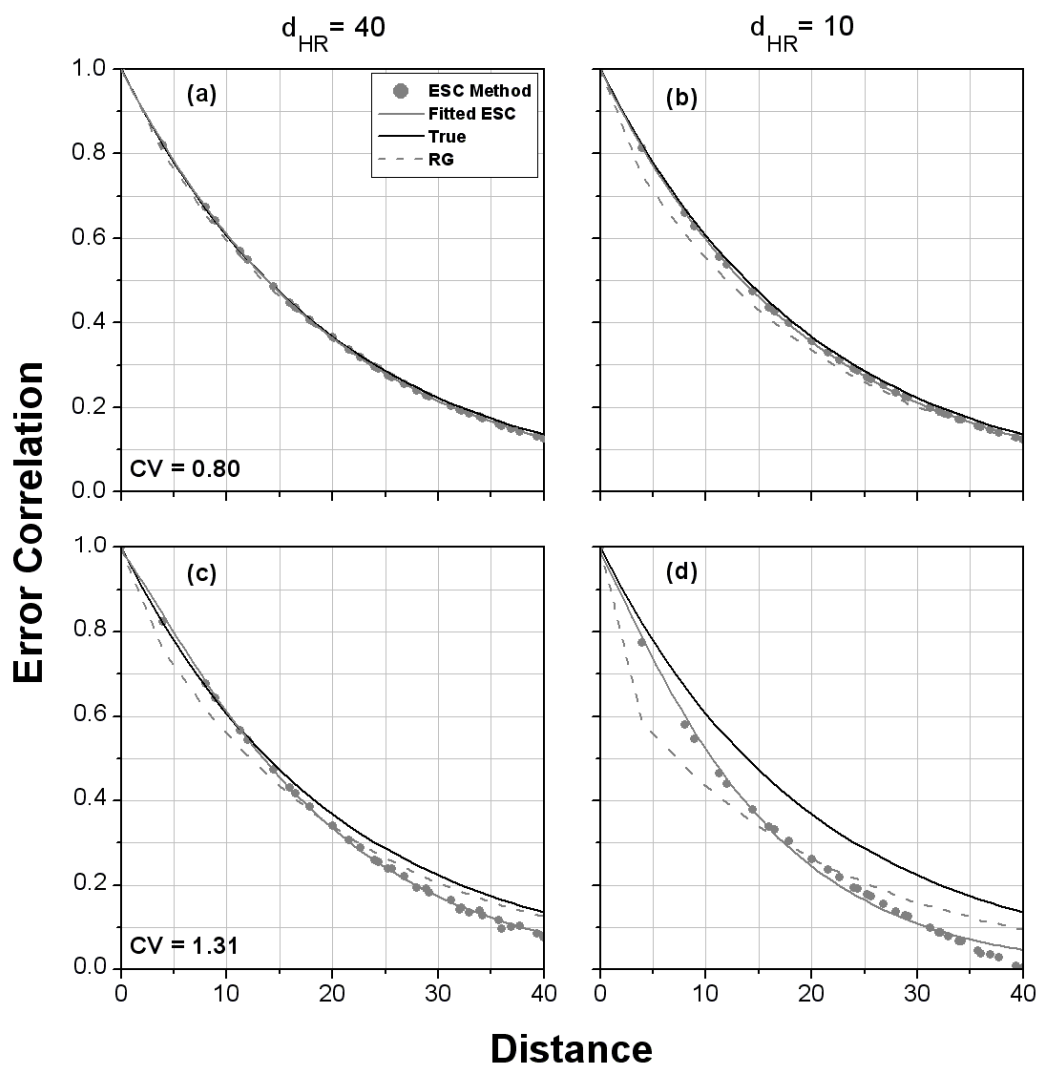 d_HR = 40
d_HR = 10
Error Correlation
1.0
0.8
0.6
0.4
0.2
0.0
(a)
ESC Method
Fitted ESC
True
RG
CV = 0.80
(b)
1.0
0.8
0.6
0.4
0.2
0.0
(c)
CV = 1.31
(d)
0 10 20 30 40
0 10 20 30 40
Distance